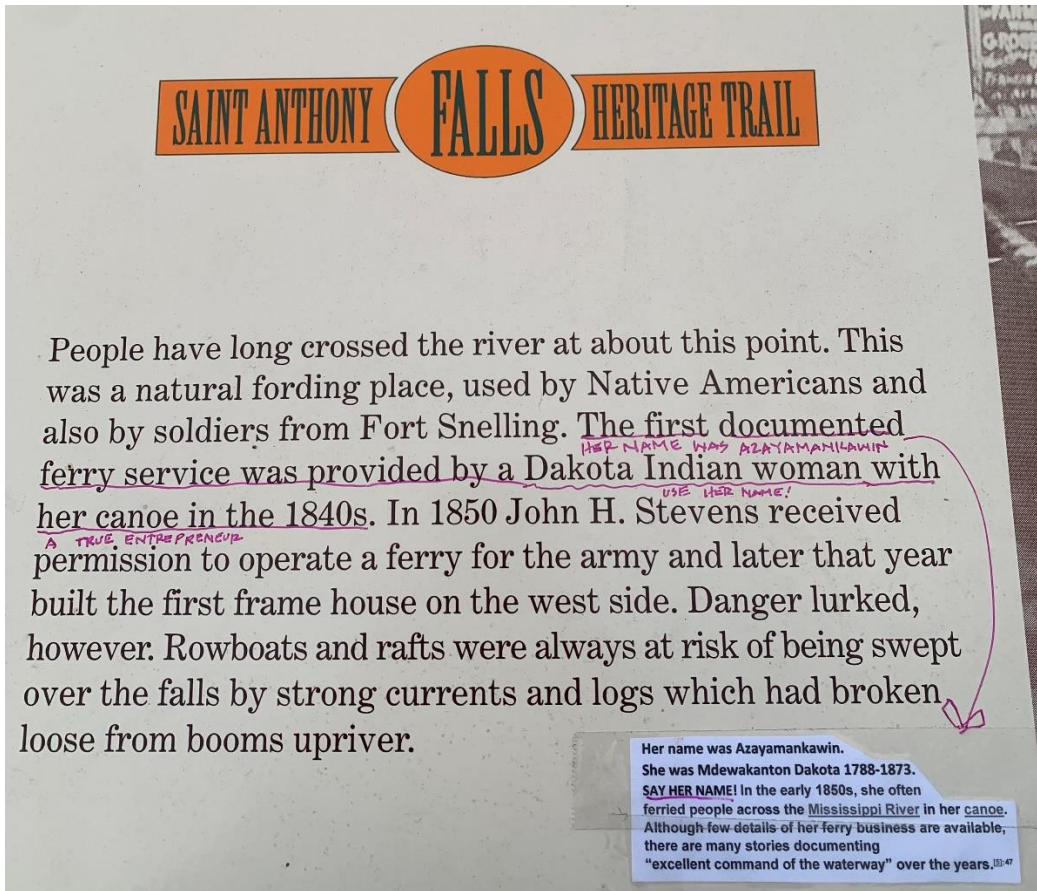 SAINT ANTHONY FALLS HERITAGE TRAIL
People have long crossed the river at about this point. This
was a natural fording place, used by Native Americans and
also by soldiers from Fort Snelling. The first documented
HER NAME WAS AZAYAMANKAWIN
ferry service was provided by a Dakota Indian woman with
USE HER NAME!
her canoe in the 1840s. In 1850 John H. Stevens received
A TRUE ENTREPRENEUR
permission to operate a ferry for the army and later that year
built the first frame house on the west side. Danger lurked,
however. Rowboats and rafts were always at risk of being swept
over the falls by strong currents and logs which had broken
loose from booms upriver.
Her name was Azayamankawin.
She was Mdewakanton Dakota 1788-1873.
SAY HER NAME! In the early 1850s, she often
ferried people across the Mississippi River in her canoe.
Although few details of her ferry business are available,
there are many stories documenting
“excellent command of the waterway” over the years.[5]:47